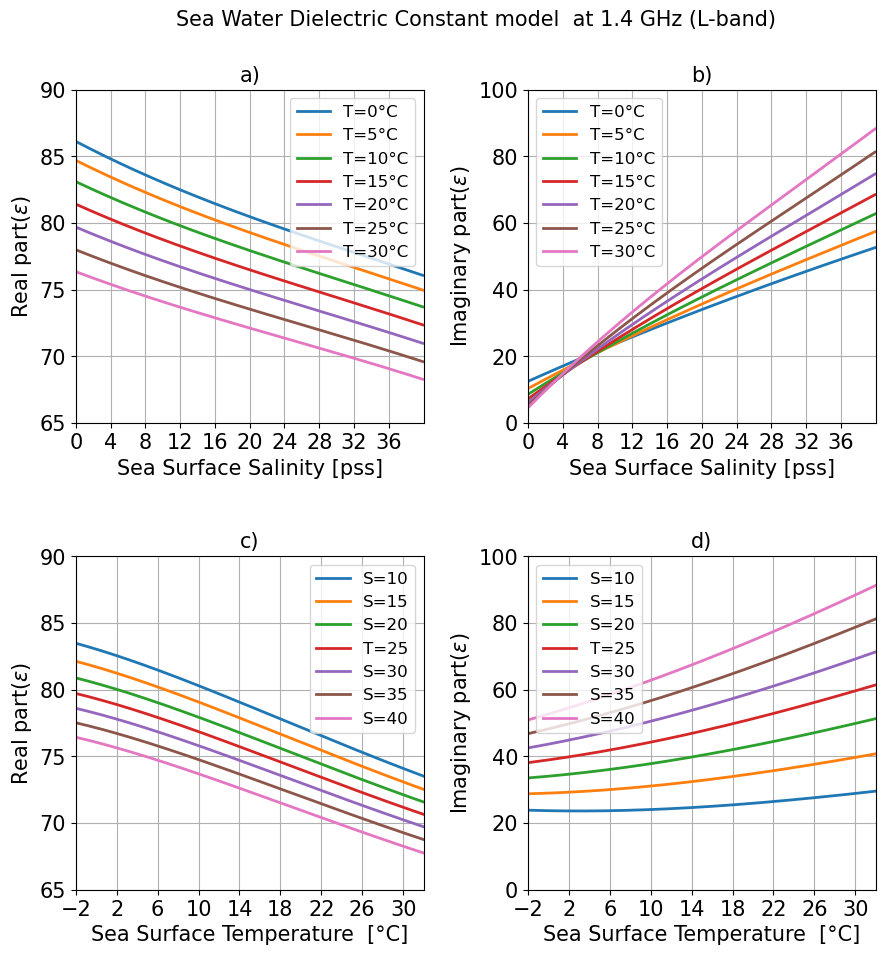 Sea Water Dielectric Constant model  at 1.4 GHz (L-band)
a)
90
85
80
75
70
65
Real part(ε)
T=0°C
T=5°C
T=10°C
T=15°C
T=20°C
T=25°C
T=30°C
0 4 8 12 16 20 24 28 32 36
Sea Surface Salinity [pss]
b)
100
80
60
40
20
0
Imaginary part(ε)
T=0°C
T=5°C
T=10°C
T=15°C
T=20°C
T=25°C
T=30°C
0 4 8 12 16 20 24 28 32 36
Sea Surface Salinity [pss]
c)
90
85
80
75
70
65
Real part(ε)
S=10
S=15
S=20
T=25
S=30
S=35
S=40
−2 2 6 10 14 18 22 26 30
Sea Surface Temperature  [°C]
d)
100
80
60
40
20
0
Imaginary part(ε)
S=10
S=15
S=20
T=25
S=30
S=35
S=40
−2 2 6 10 14 18 22 26 30
Sea Surface Temperature  [°C]